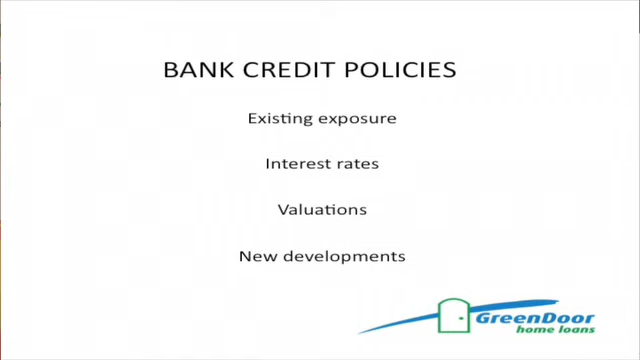 BANK CREDIT POLICIES
Existing exposure
Interest rates
Valuations
New developments
GreenDoor
home loans